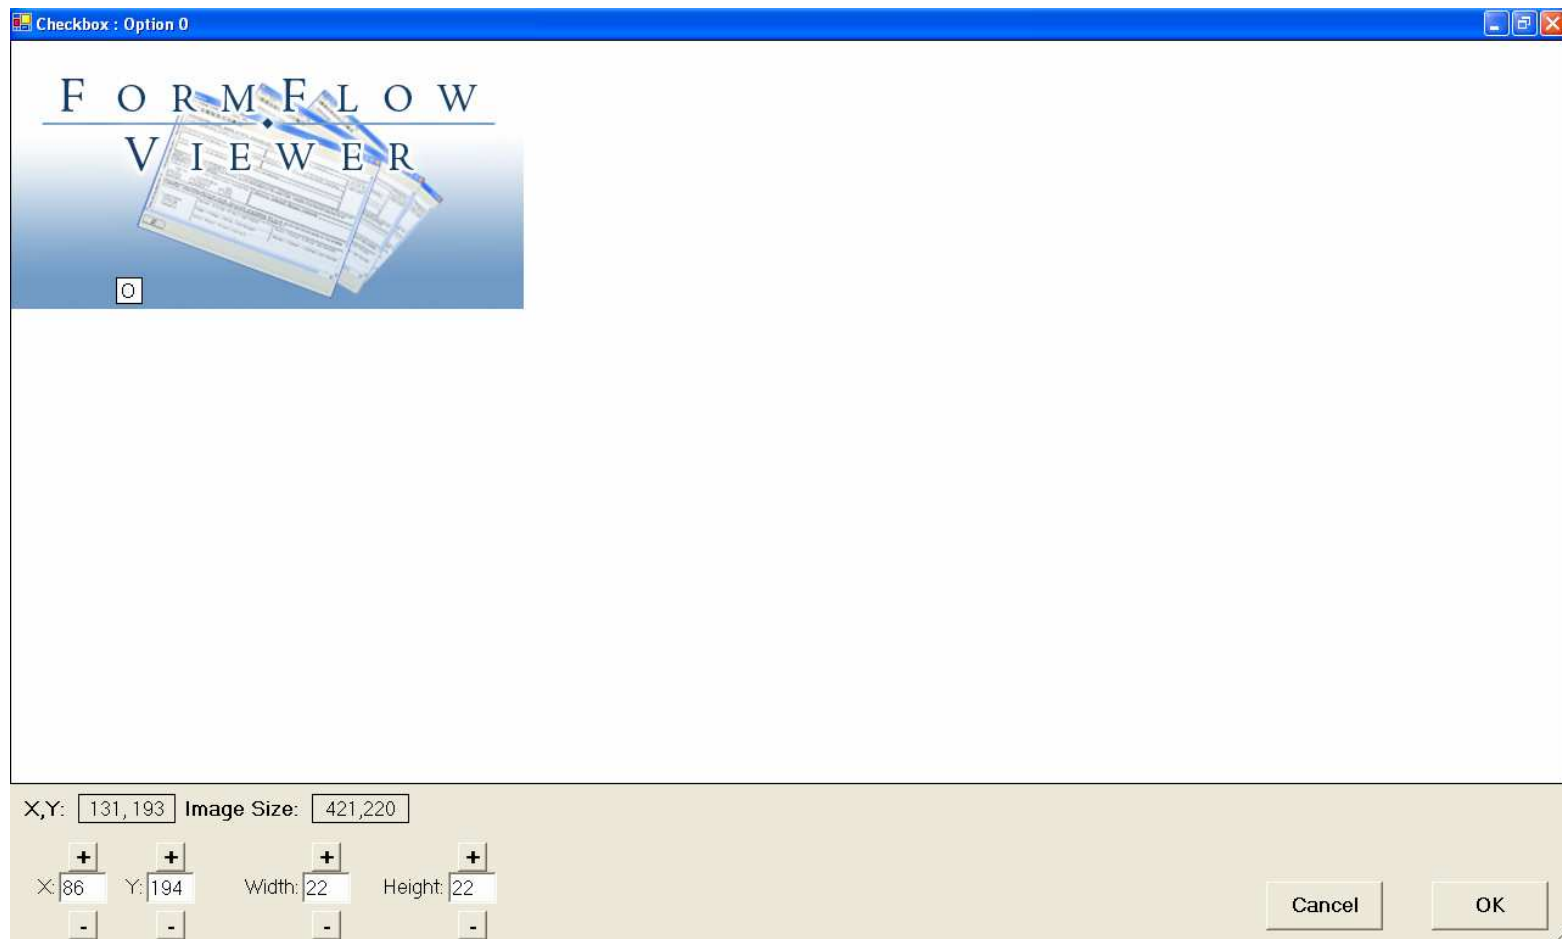 Checkbox : Option 0
FORMFLOW
VIEWER
O
X,Y: 131, 193 Image Size: 421,220
+ + + +
X: 86 Y: 194 Width: 22 Height: 22
- - - -
Cancel OK